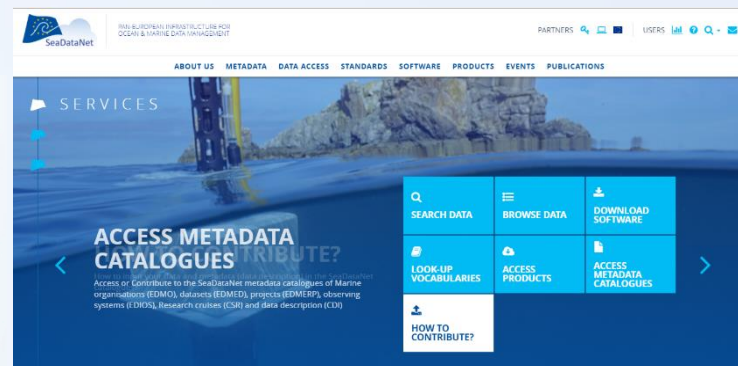 SeaDataNet
PAN-EUROPEAN INFRASTRUCTURE FOR
OCEAN & MARINE DATA MANAGEMENT
PARTNERS
USERS
ABOUT US METADATA DATA ACCESS STANDARDS SOFTWARE PRODUCTS EVENTS PUBLICATIONS
SERVICES
ACCESS METADATA
CATALOGUES
HOW TO CONTRIBUTE?
Access or Contribute to the SeaDataNet metadata catalogues of Marine
organisations (EDMO), datasets (EDMED), projects (EDMERP), observing
systems (EDIOS), Research cruises (CSR) and data description (CDI)
SEARCH DATA
BROWSE DATA
DOWNLOAD
SOFTWARE
LOOK-UP
VOCABULARIES
ACCESS
PRODUCTS
ACCESS
METADATA
CATALOGUES
HOW TO
CONTRIBUTE?